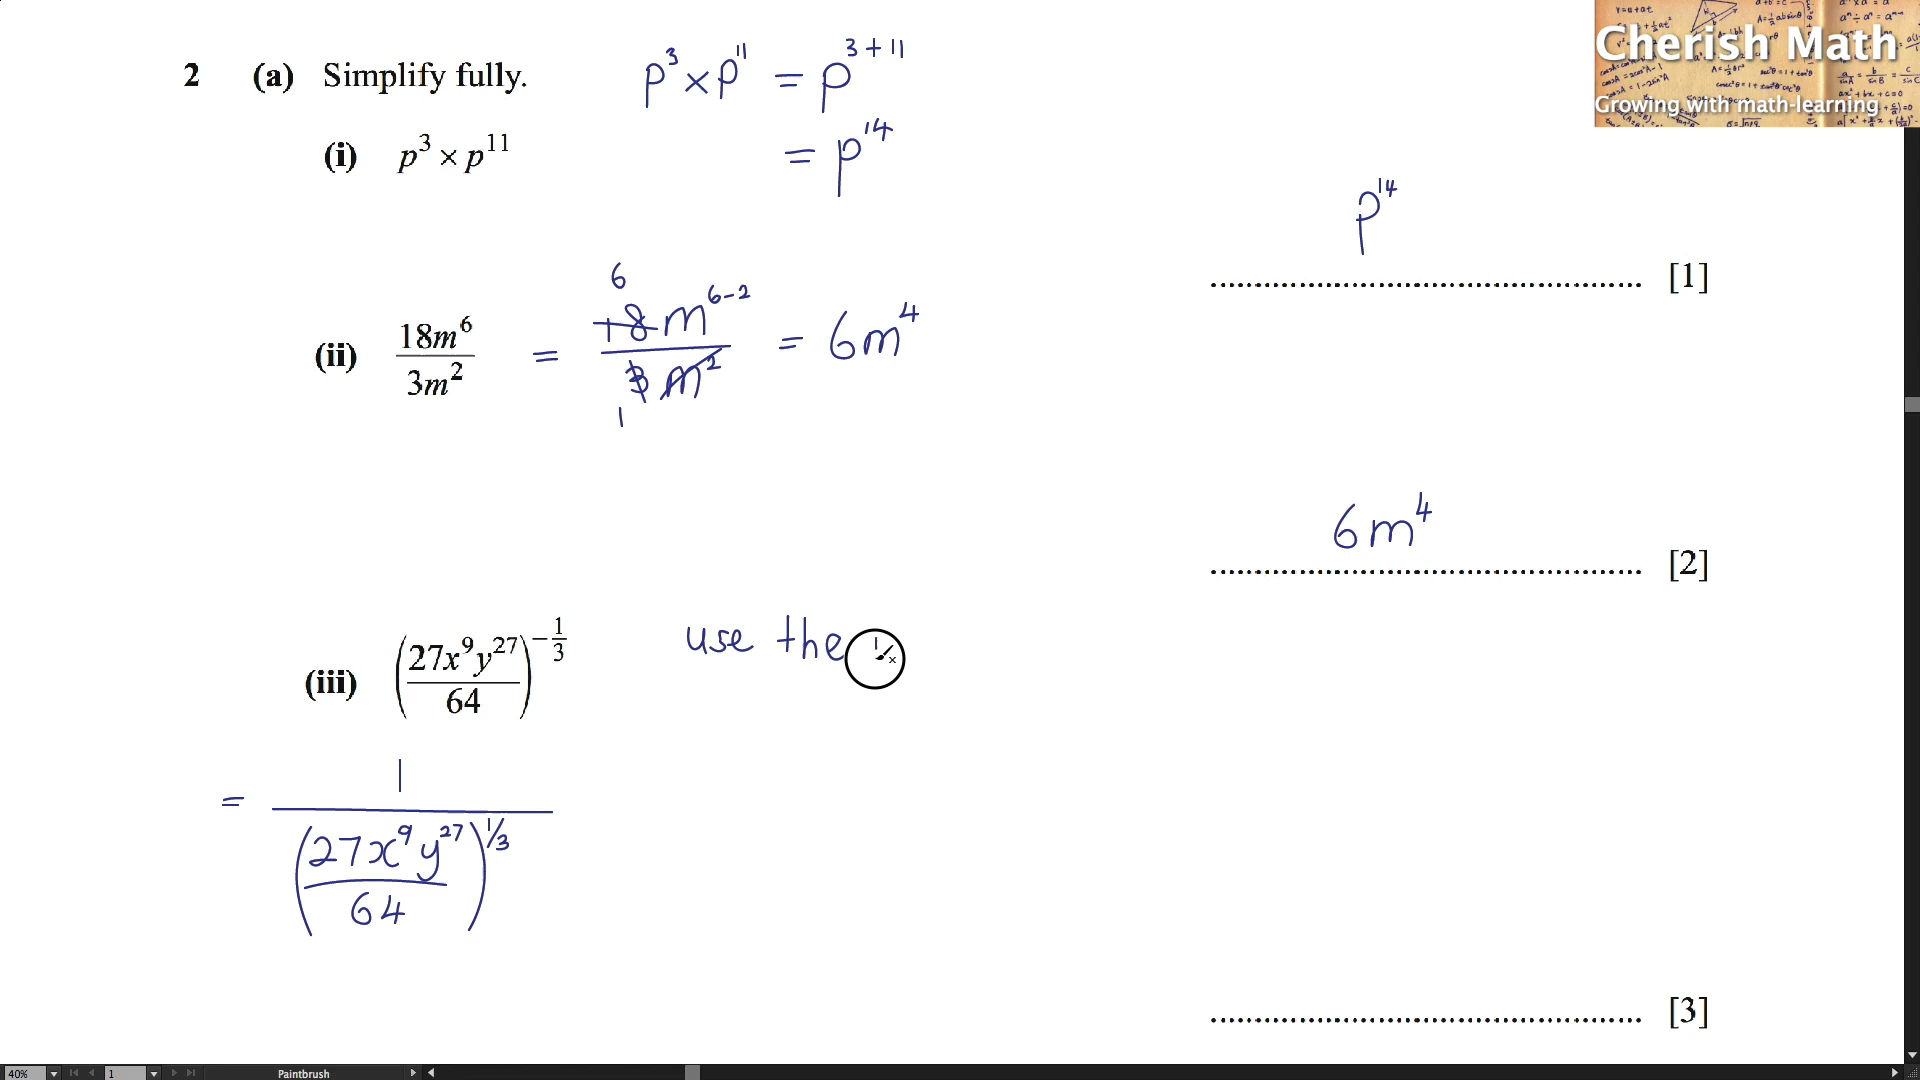 Cherish Math
Growing with math-learning
2 (a) Simplify fully. p³ × p¹¹ = p³⁺¹¹
(i) p³ × p¹¹ = p¹⁴
p¹⁴
[1]
(ii) 18m⁶/3m² = 18m⁶⁻²/3m² = 6m⁴
6
1
6m⁴
[2]
(iii) (27x⁹y²⁷/64)^(-1/3) use the
= 1/(27x⁹y²⁷/64)^(1/3)
[3]
40% 1 Paintbrush